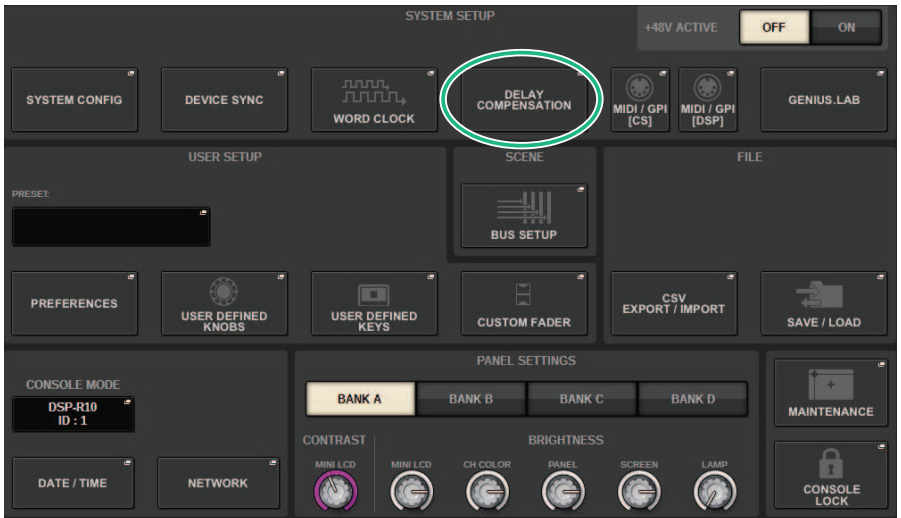 SYSTEM SETUP
+48V ACTIVE
OFF
ON
SYSTEM CONFIG
DEVICE SYNC
WORD CLOCK
DELAY
COMPENSATION
MIDI / GPI
[CS]
MIDI / GPI
[DSP]
GENIUS.LAB
USER SETUP
SCENE
FILE
PRESET:
BUS SETUP
PREFERENCES
USER DEFINED
KNOBS
USER DEFINED
KEYS
CUSTOM FADER
CSV
EXPORT / IMPORT
SAVE / LOAD
CONSOLE MODE
DSP-R10
ID : 1
DATE / TIME
NETWORK
PANEL SETTINGS
BANK A
BANK B
BANK C
BANK D
CONTRAST
BRIGHTNESS
MINI LCD
MINI LCD
CH COLOR
PANEL
SCREEN
LAMP
MAINTENANCE
CONSOLE
LOCK